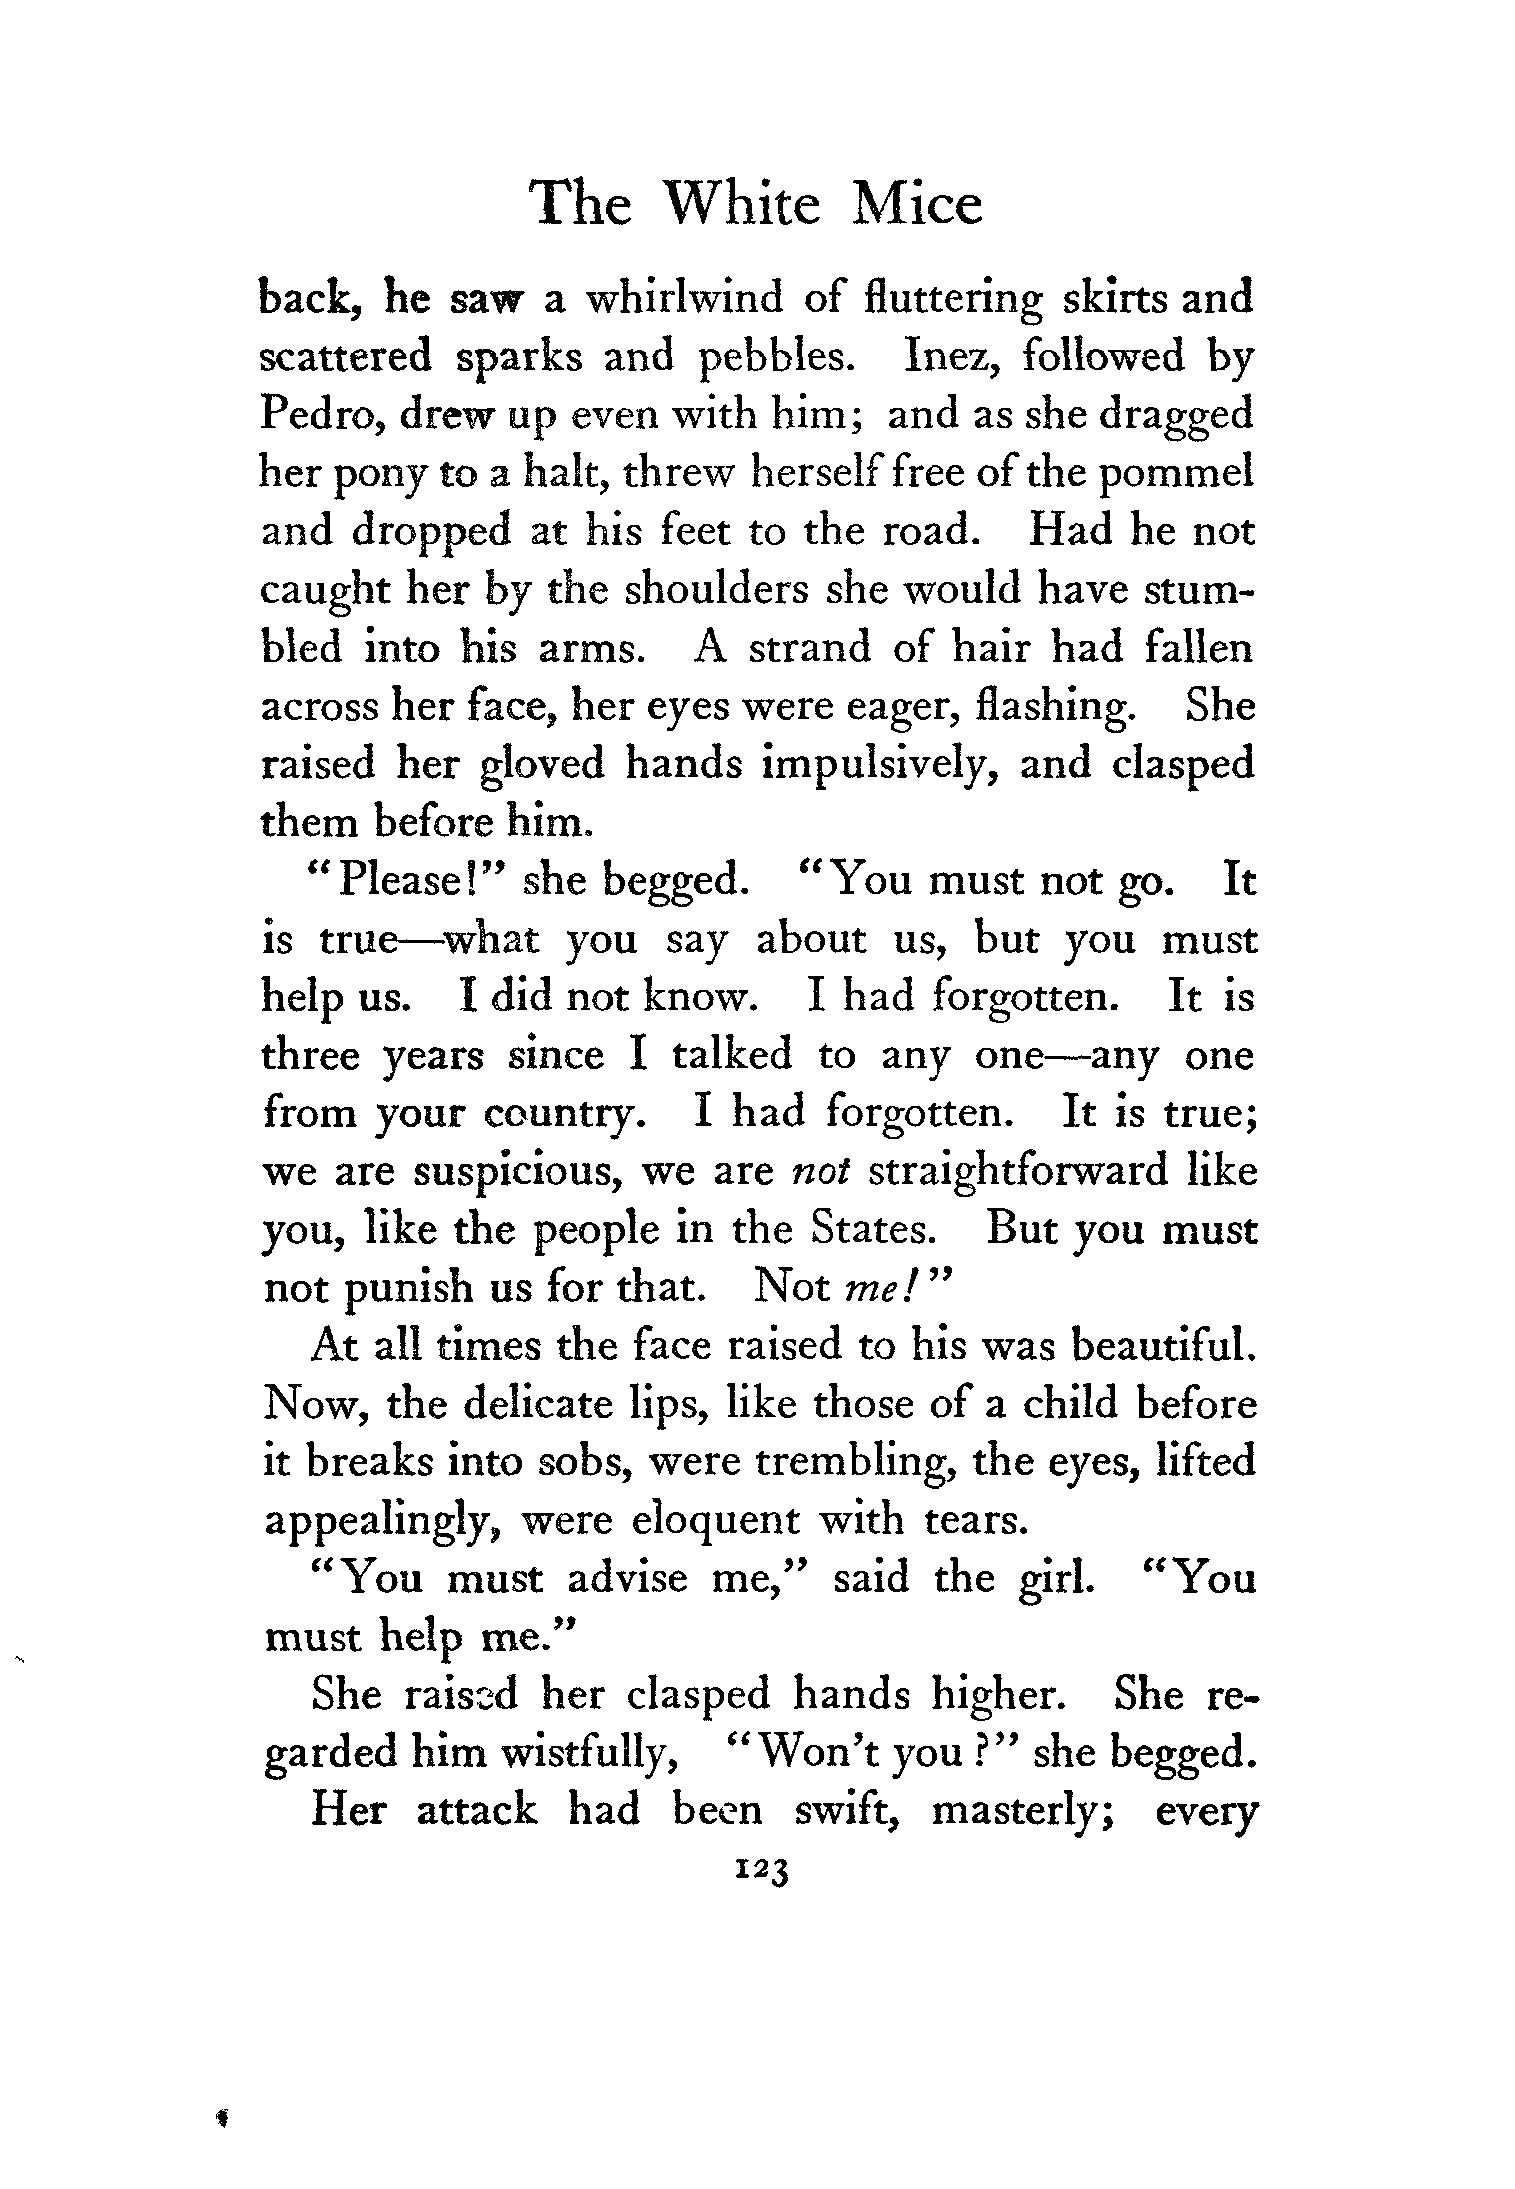 The White Mice
back, he saw a whirlwind of fluttering skirts and
scattered sparks and pebbles. Inez, followed by
Pedro, drew up even with him; and as she dragged
her pony to a halt, threw herself free of the pommel
and dropped at his feet to the road. Had he not
caught her by the shoulders she would have stum-
bled into his arms. A strand of hair had fallen
across her face, her eyes were eager, flashing. She
raised her gloved hands impulsively, and clasped
them before him.
"Please!" she begged. "You must not go. It
is true—what you say about us, but you must
help us. I did not know. I had forgotten. It is
three years since I talked to any one—any one
from your country. I had forgotten. It is true;
we are suspicious, we are not straightforward like
you, like the people in the States. But you must
not punish us for that. Not me!"
At all times the face raised to his was beautiful.
Now, the delicate lips, like those of a child before
it breaks into sobs, were trembling, the eyes, lifted
appealingly, were eloquent with tears.
"You must advise me," said the girl. "You
must help me."
She raised her clasped hands higher. She re-
garded him wistfully, "Won't you?" she begged.
Her attack had been swift, masterly; every
123